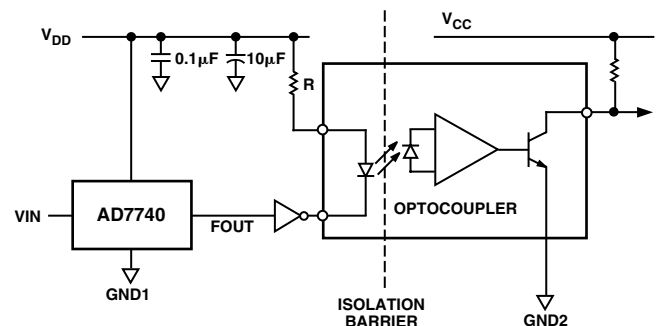 VDD
VCC
0.1µF
10µF
R
VIN
AD7740
FOUT
OPTOCOUPLER
GND1
ISOLATION
BARRIER
GND2